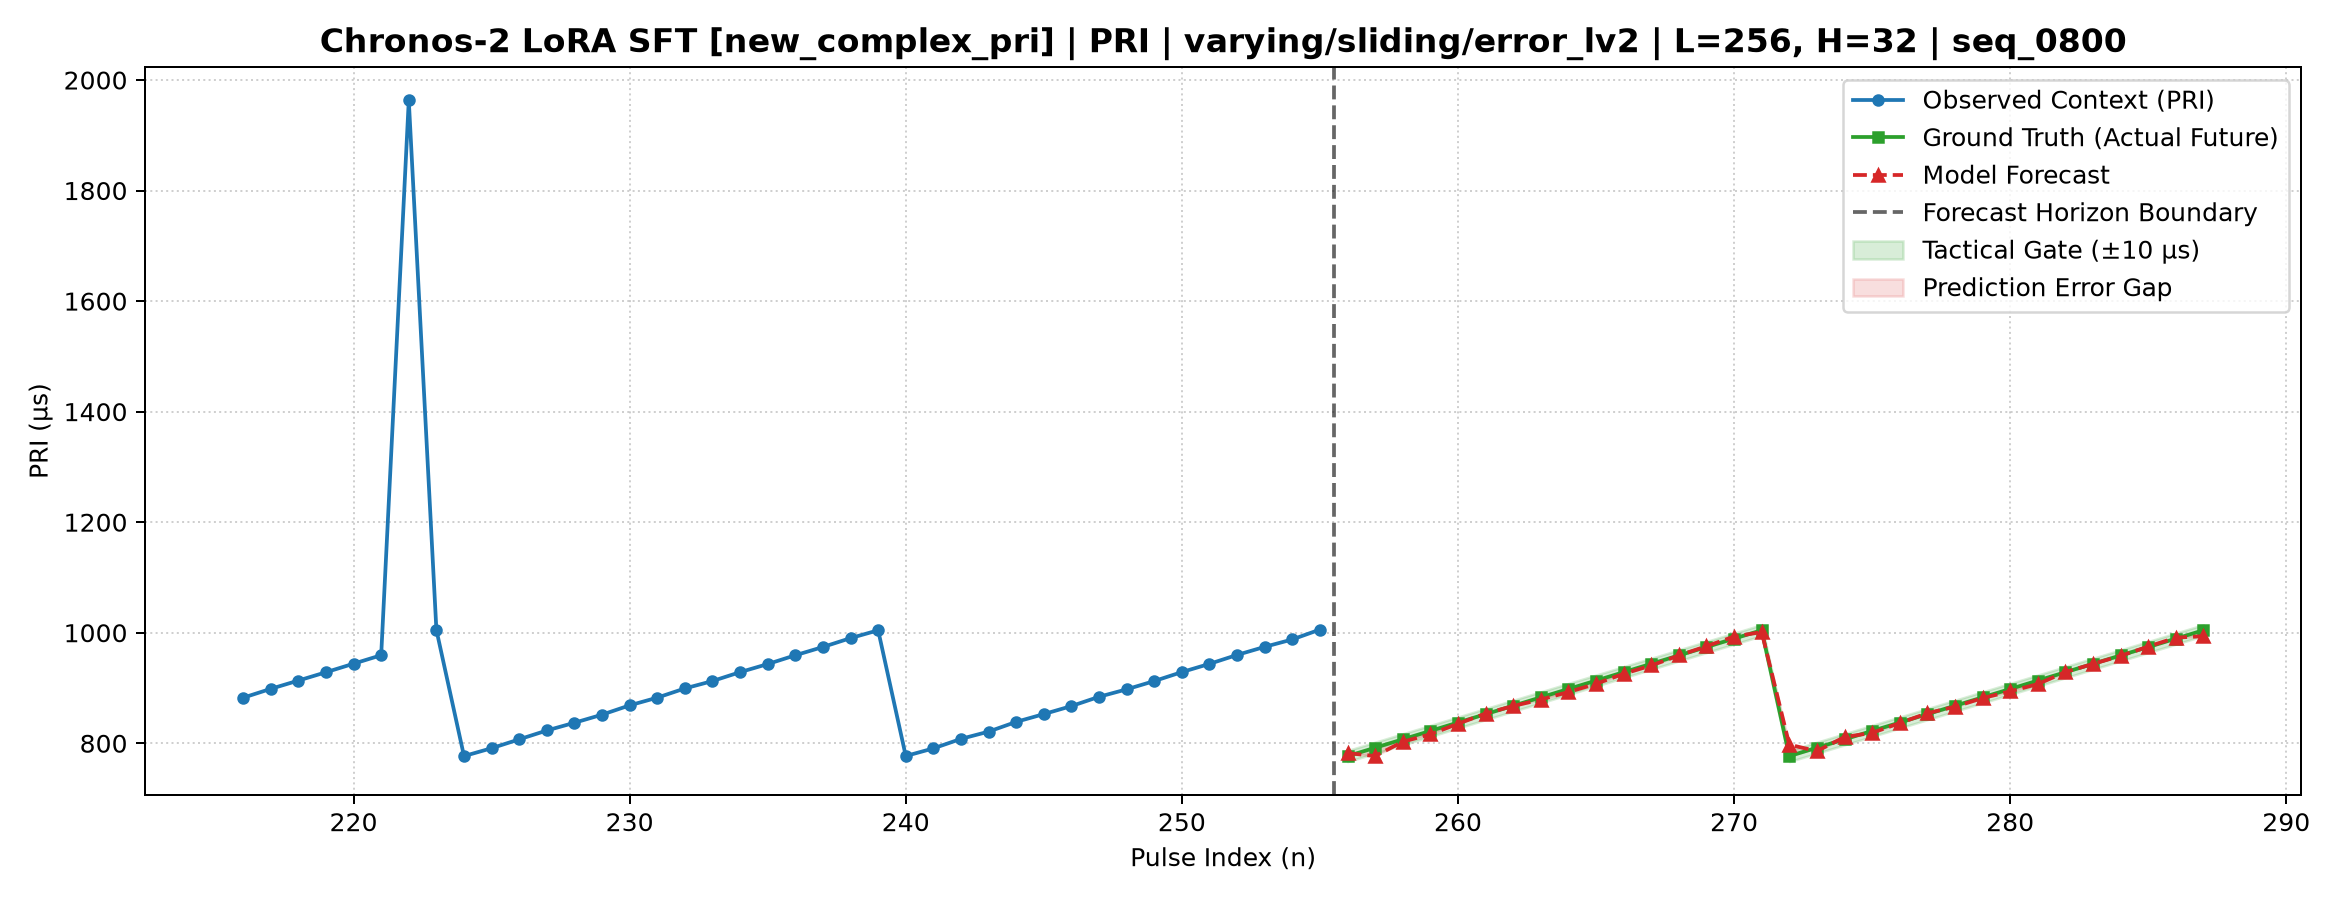 Chronos-2 LoRA SFT [new_complex_pri] | PRI | varying/sliding/error_lv2 | L=256, H=32 | seq_0800
PRI (µs)
2000
1800
1600
1400
1200
1000
800
Observed Context (PRI)
Ground Truth (Actual Future)
Model Forecast
Forecast Horizon Boundary
Tactical Gate (±10 µs)
Prediction Error Gap
220 230 240 250 260 270 280 290
Pulse Index (n)